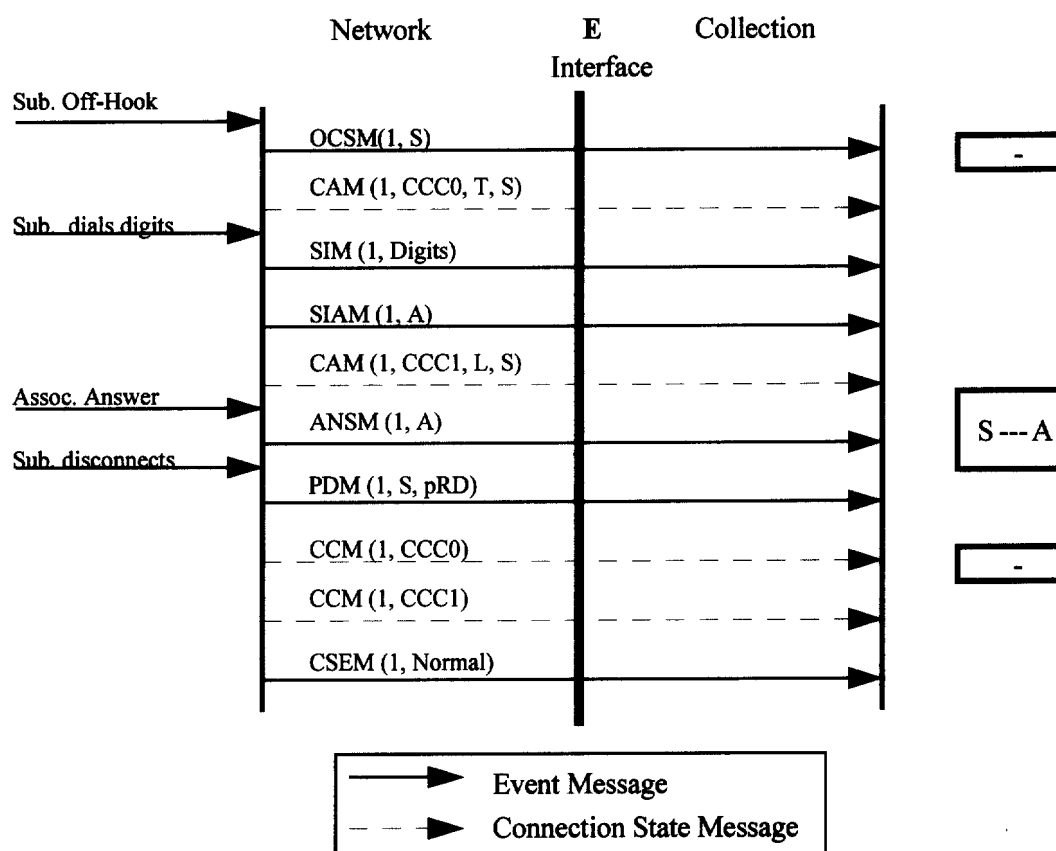 Network E Collection
Interface
Sub. Off-Hook
OCSM(1, S)
-
CAM (1, CCC0, T, S)
Sub. dials digits
SIM (1, Digits)
SIAM (1, A)
CAM (1, CCC1, L, S)
Assoc. Answer
ANSM (1, A)
S --- A
Sub. disconnects
PDM (1, S, pRD)
CCM (1, CCC0)
-
CCM (1, CCC1)
CSEM (1, Normal)
Event Message
Connection State Message